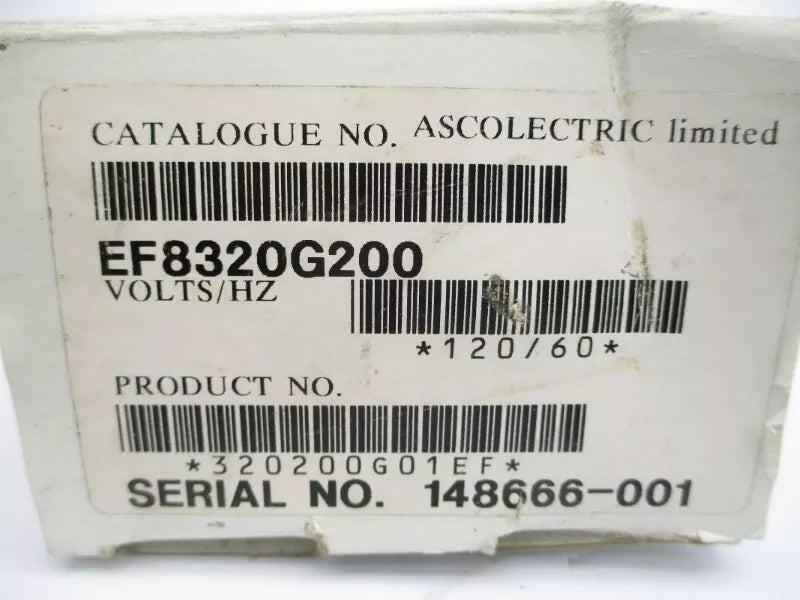 CATALOGUE NO. ASCOLECTRIC limited
EF8320G200
VOLTS/HZ
*120/60*
PRODUCT NO.
*320200G01EF*
SERIAL NO. 148666-001